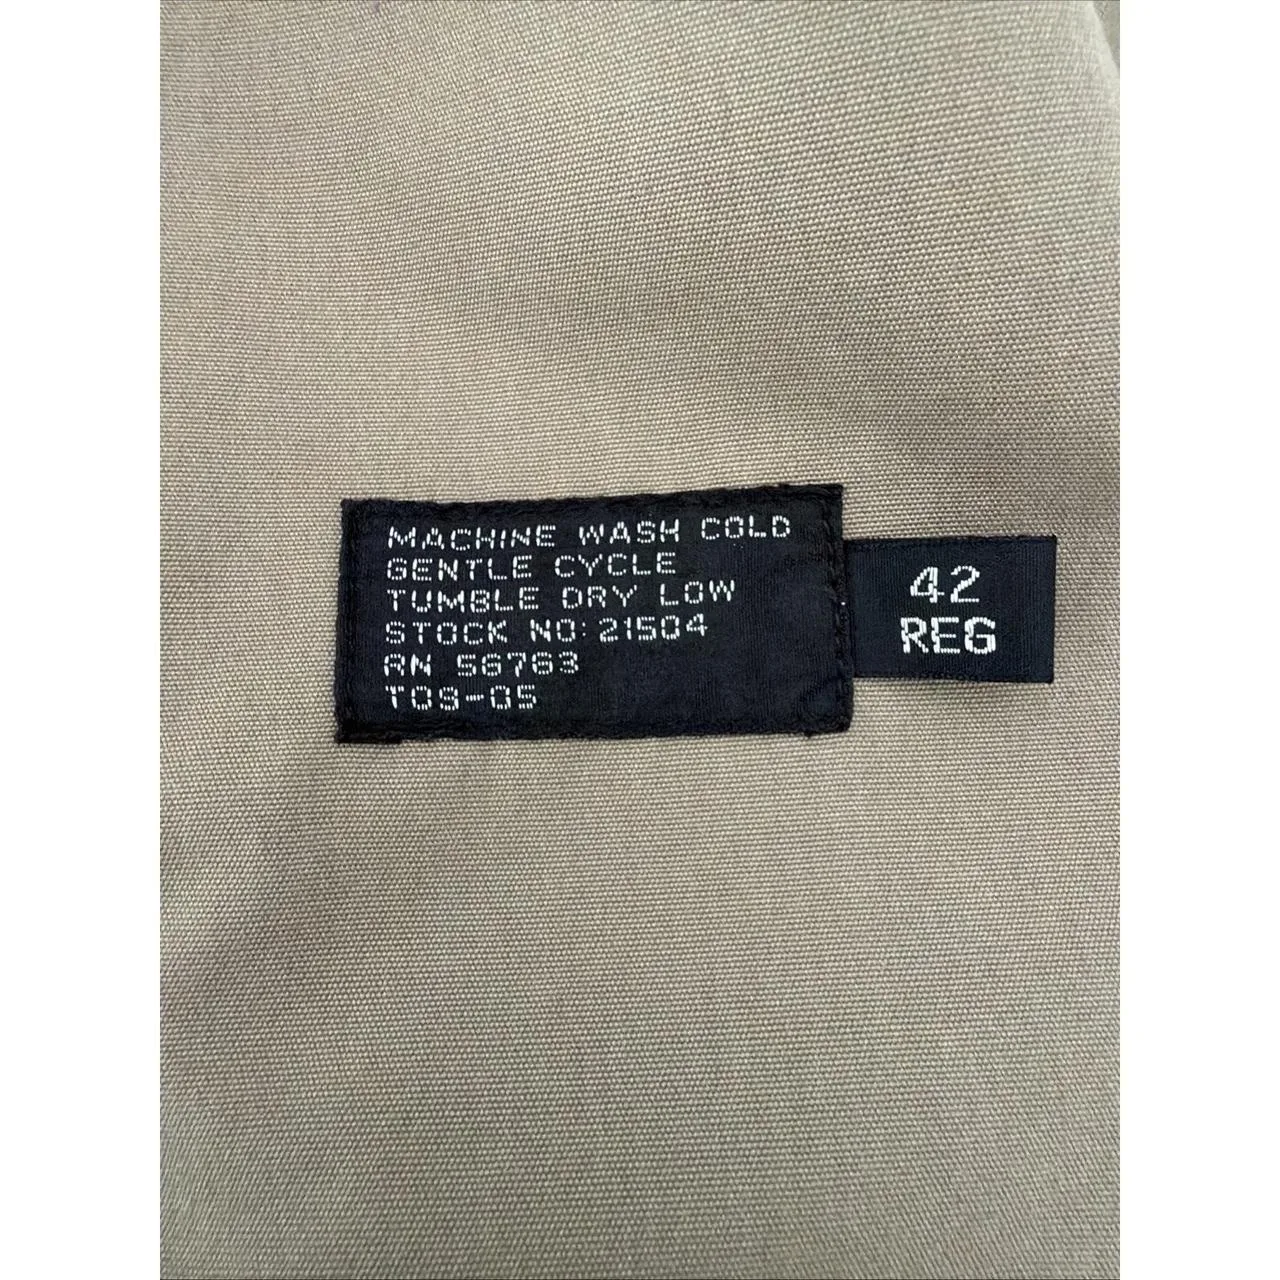 MACHINE WASH COLD
GENTLE CYCLE
TUMBLE DRY LOW
STOCK NO: 21504
RN 56763
TOS-05
42
REG